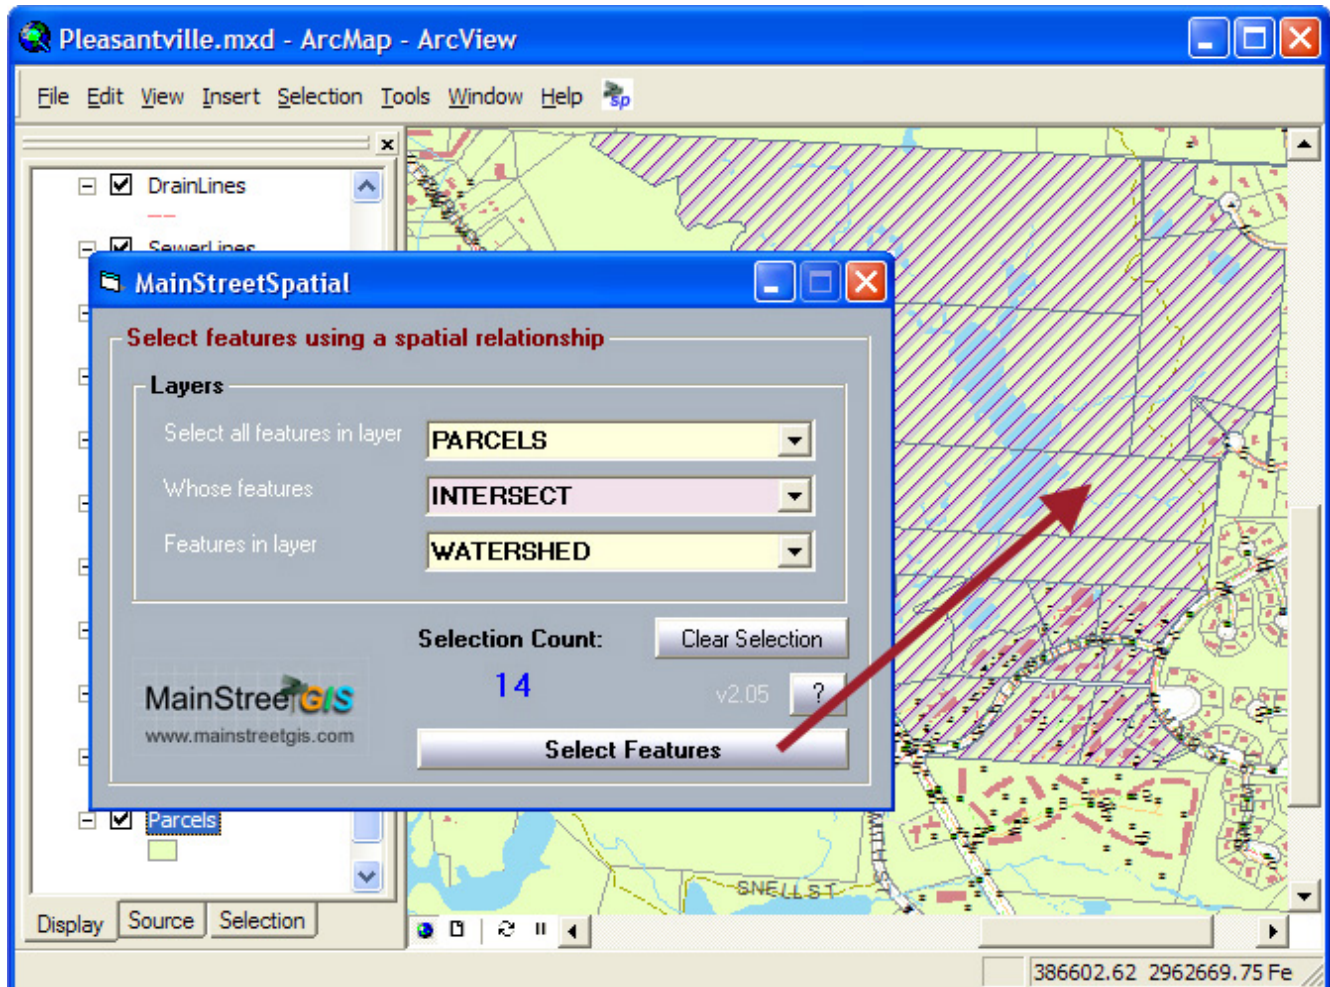 Pleasantville.mxd - ArcMap - ArcView
File Edit View Insert Selection Tools Window Help sp
DrainLines
SewerLines
MainStreetSpatial
Select features using a spatial relationship
Layers
Select all features in layer PARCELS
Whose features INTERSECT
Features in layer WATERSHED
Selection Count: Clear Selection
14 v2.05 ?
MainStreetGIS
www.mainstreetgis.com
Select Features
Parcels
SNELL ST
Display Source Selection
386602.62 2962669.75 Fe